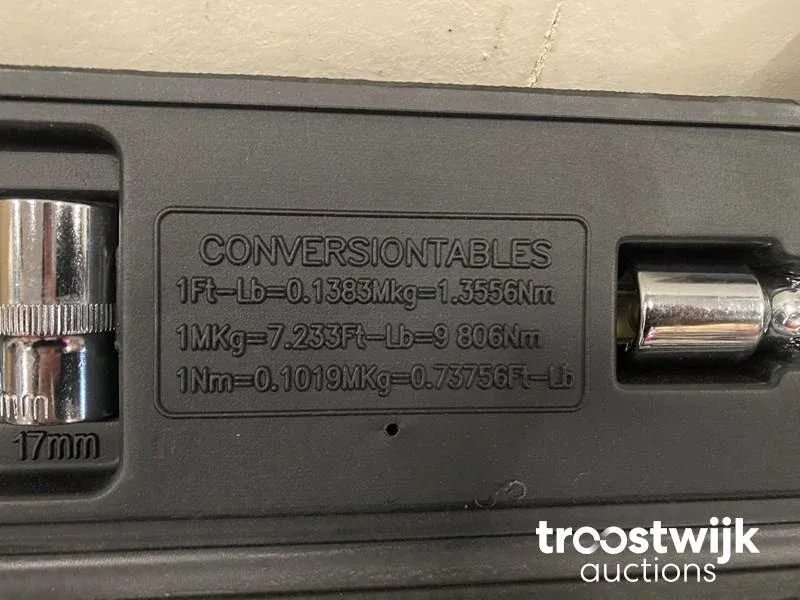 CONVERSIONTABLES
1Ft-Lb=0.1383Mkg=1.3556Nm
1MKg=7.233Ft-Lb=9 806Nm
1Nm=0.1019MKg=0.73756Ft-Lb
mm
17mm
troostwijk
auctions